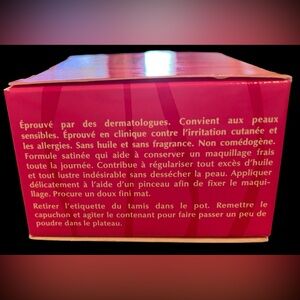 Éprouvé par des dermatologues. Convient aux peaux
sensibles. Éprouvé en clinique contre l'irritation cutanée et
les allergies. Sans huile et sans fragrance. Non comédogène.
Formule satinée qui aide à conserver un maquillage frais
toute la journée. Contribue à régulariser tout excès d'huile
et tout lustre indésirable sans dessécher la peau. Appliquer
délicatement à l'aide d'un pinceau afin de fixer le maquil-
lage. Procure un doux fini mat.
Retirer l'étiquette du tamis dans le pot. Remettre le
capuchon et agiter le contenant pour faire passer un peu de
poudre dans le plateau.